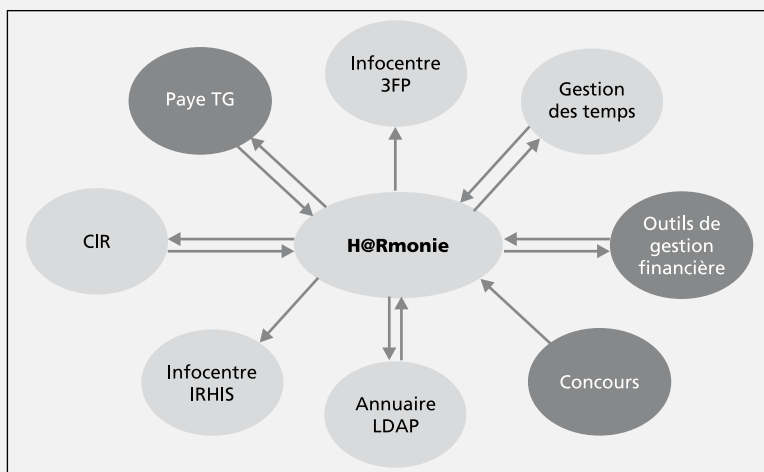 Infocentre
3FP
Paye TG
Gestion
des temps
CIR
H@Rmonie
Outils de
gestion
financière
Infocentre
IRHIS
Annuaire
LDAP
Concours